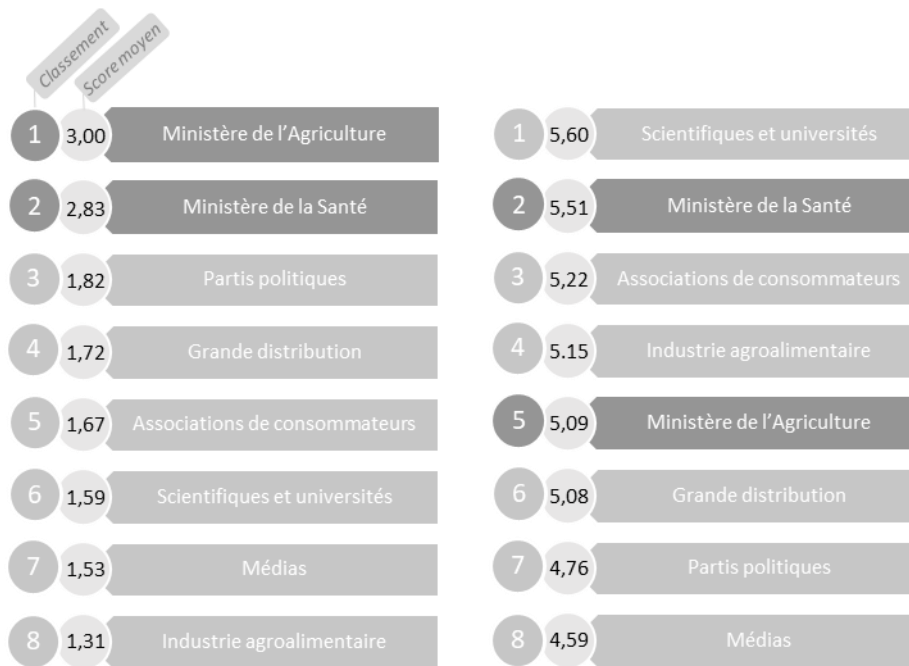 Classement
Score moyen
1 3,00 Ministère de l’Agriculture
2 2,83 Ministère de la Santé
3 1,82 Partis politiques
4 1,72 Grande distribution
5 1,67 Associations de consommateurs
6 1,59 Scientifiques et universités
7 1,53 Médias
8 1,31 Industrie agroalimentaire
1 5,60 Scientifiques et universités
2 5,51 Ministère de la Santé
3 5,22 Associations de consommateurs
4 5.15 Industrie agroalimentaire
5 5,09 Ministère de l’Agriculture
6 5,08 Grande distribution
7 4,76 Partis politiques
8 4,59 Médias